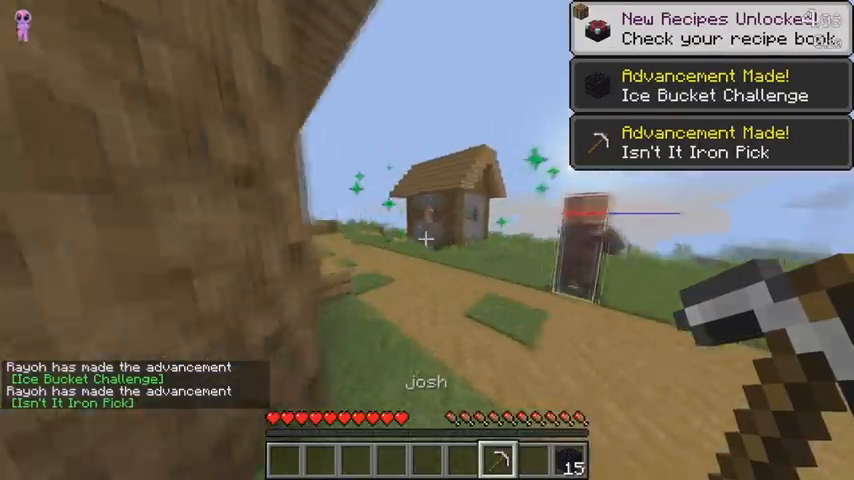 New Recipes Unlocked!
Check your recipe book
Advancement Made!
Ice Bucket Challenge
Advancement Made!
Isn't It Iron Pick
Rayoh has made the advancement
[Ice Bucket Challenge]
Rayoh has made the advancement
[Isn't It Iron Pick]
josh
15